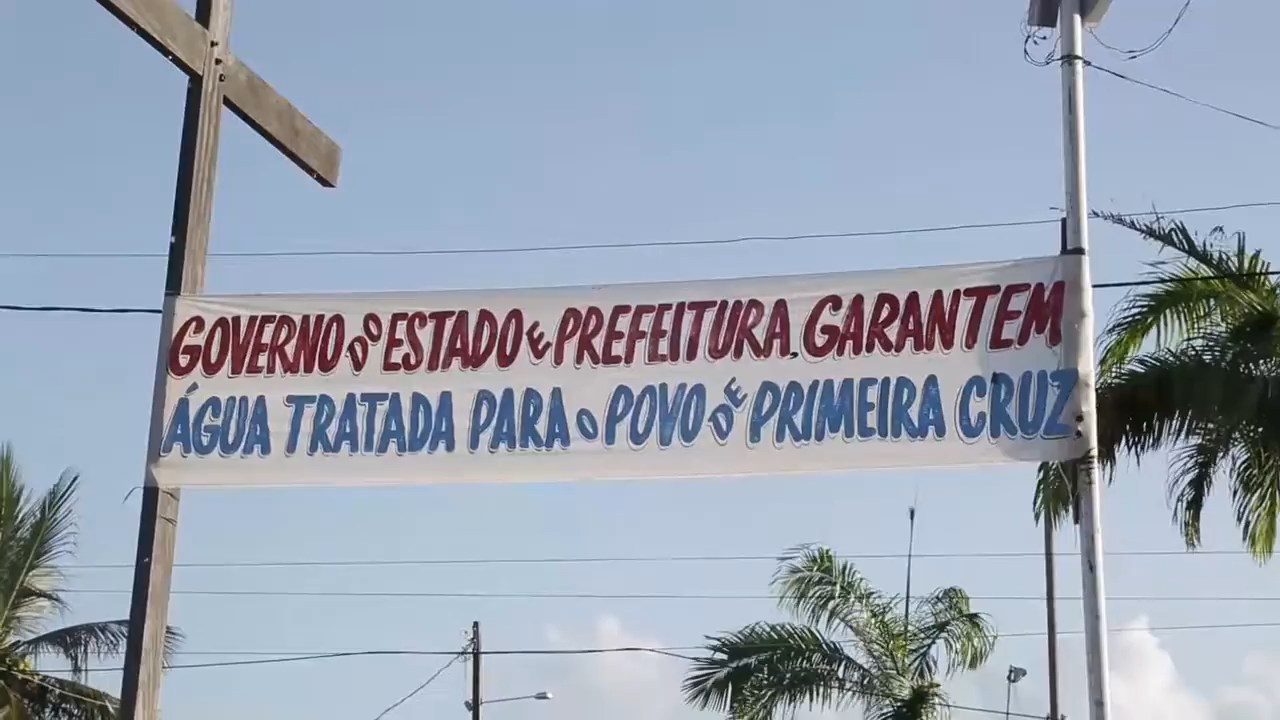 GOVERNO DO ESTADO E PREFEITURA, GARANTEM
ÁGUA TRATADA PARA O POVO DE PRIMEIRA CRUZ